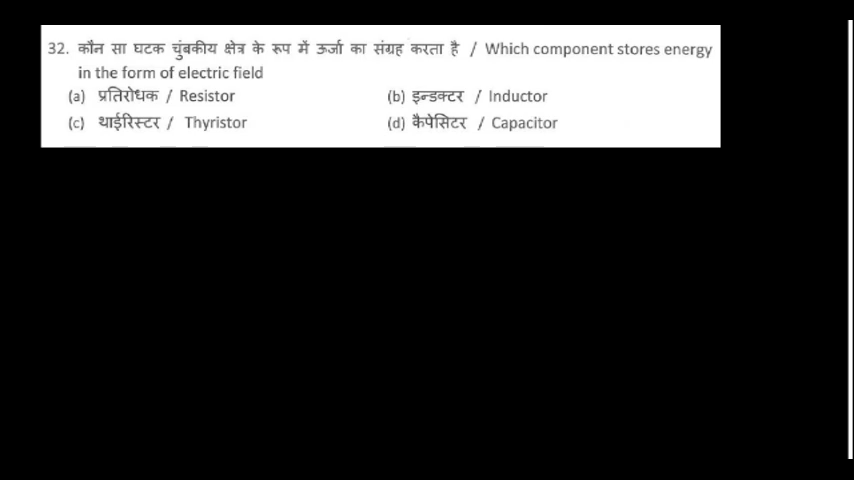 32. कौन सा घटक चुंबकीय क्षेत्र के रूप में ऊर्जा का संग्रह करता है / Which component stores energy
in the form of electric field
(a) प्रतिरोधक / Resistor (b) इन्डक्टर / Inductor
(c) थाईरिस्टर / Thyristor (d) कैपेसिटर / Capacitor